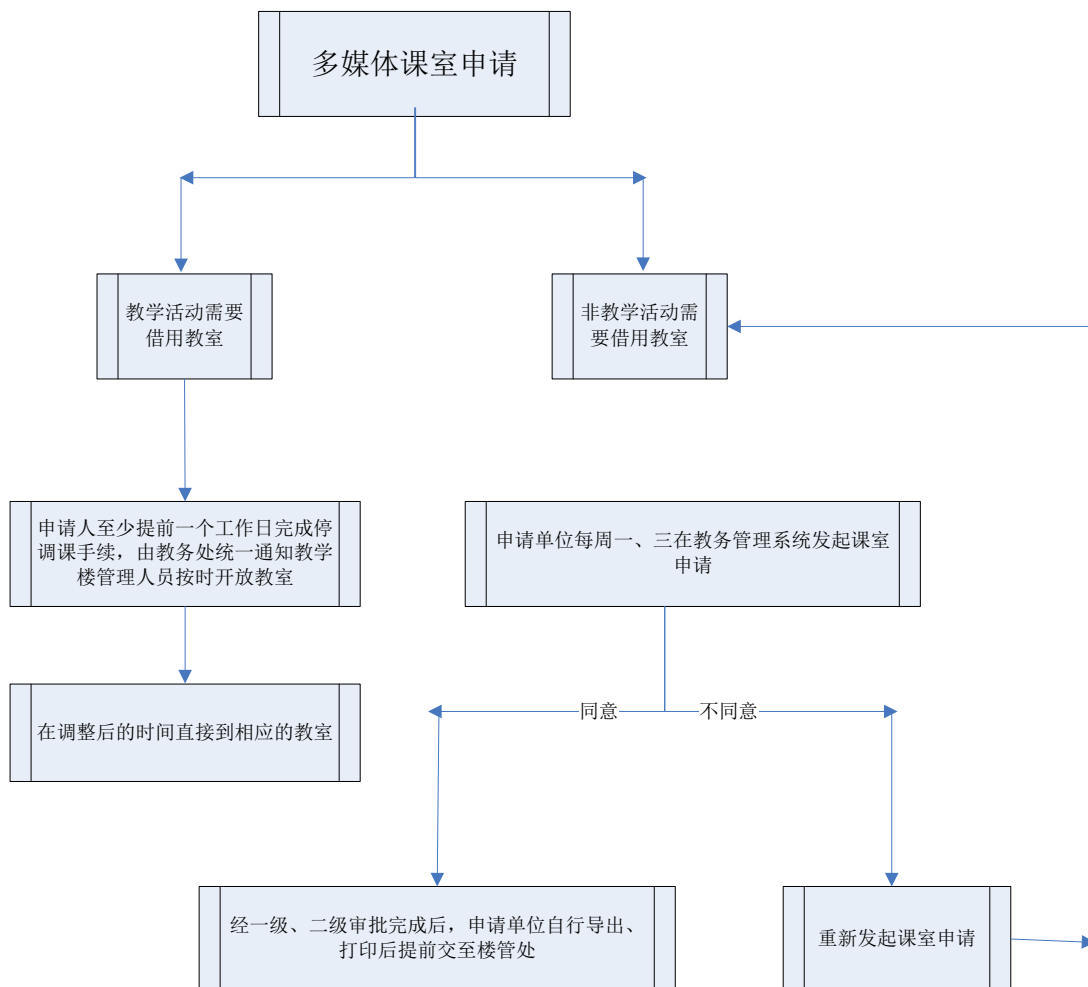 多媒体课室申请
教学活动需要
借用教室
非教学活动需
要借用教室
申请人至少提前一个工作日完成停
调课手续，由教务处统一通知教学
楼管理人员按时开放教室
申请单位每周一、三在教务管理系统发起课室
申请
在调整后的时间直接到相应的教室
同意
不同意
经一级、二级审批完成后，申请单位自行导出、
打印后提前交至楼管处
重新发起课室申请